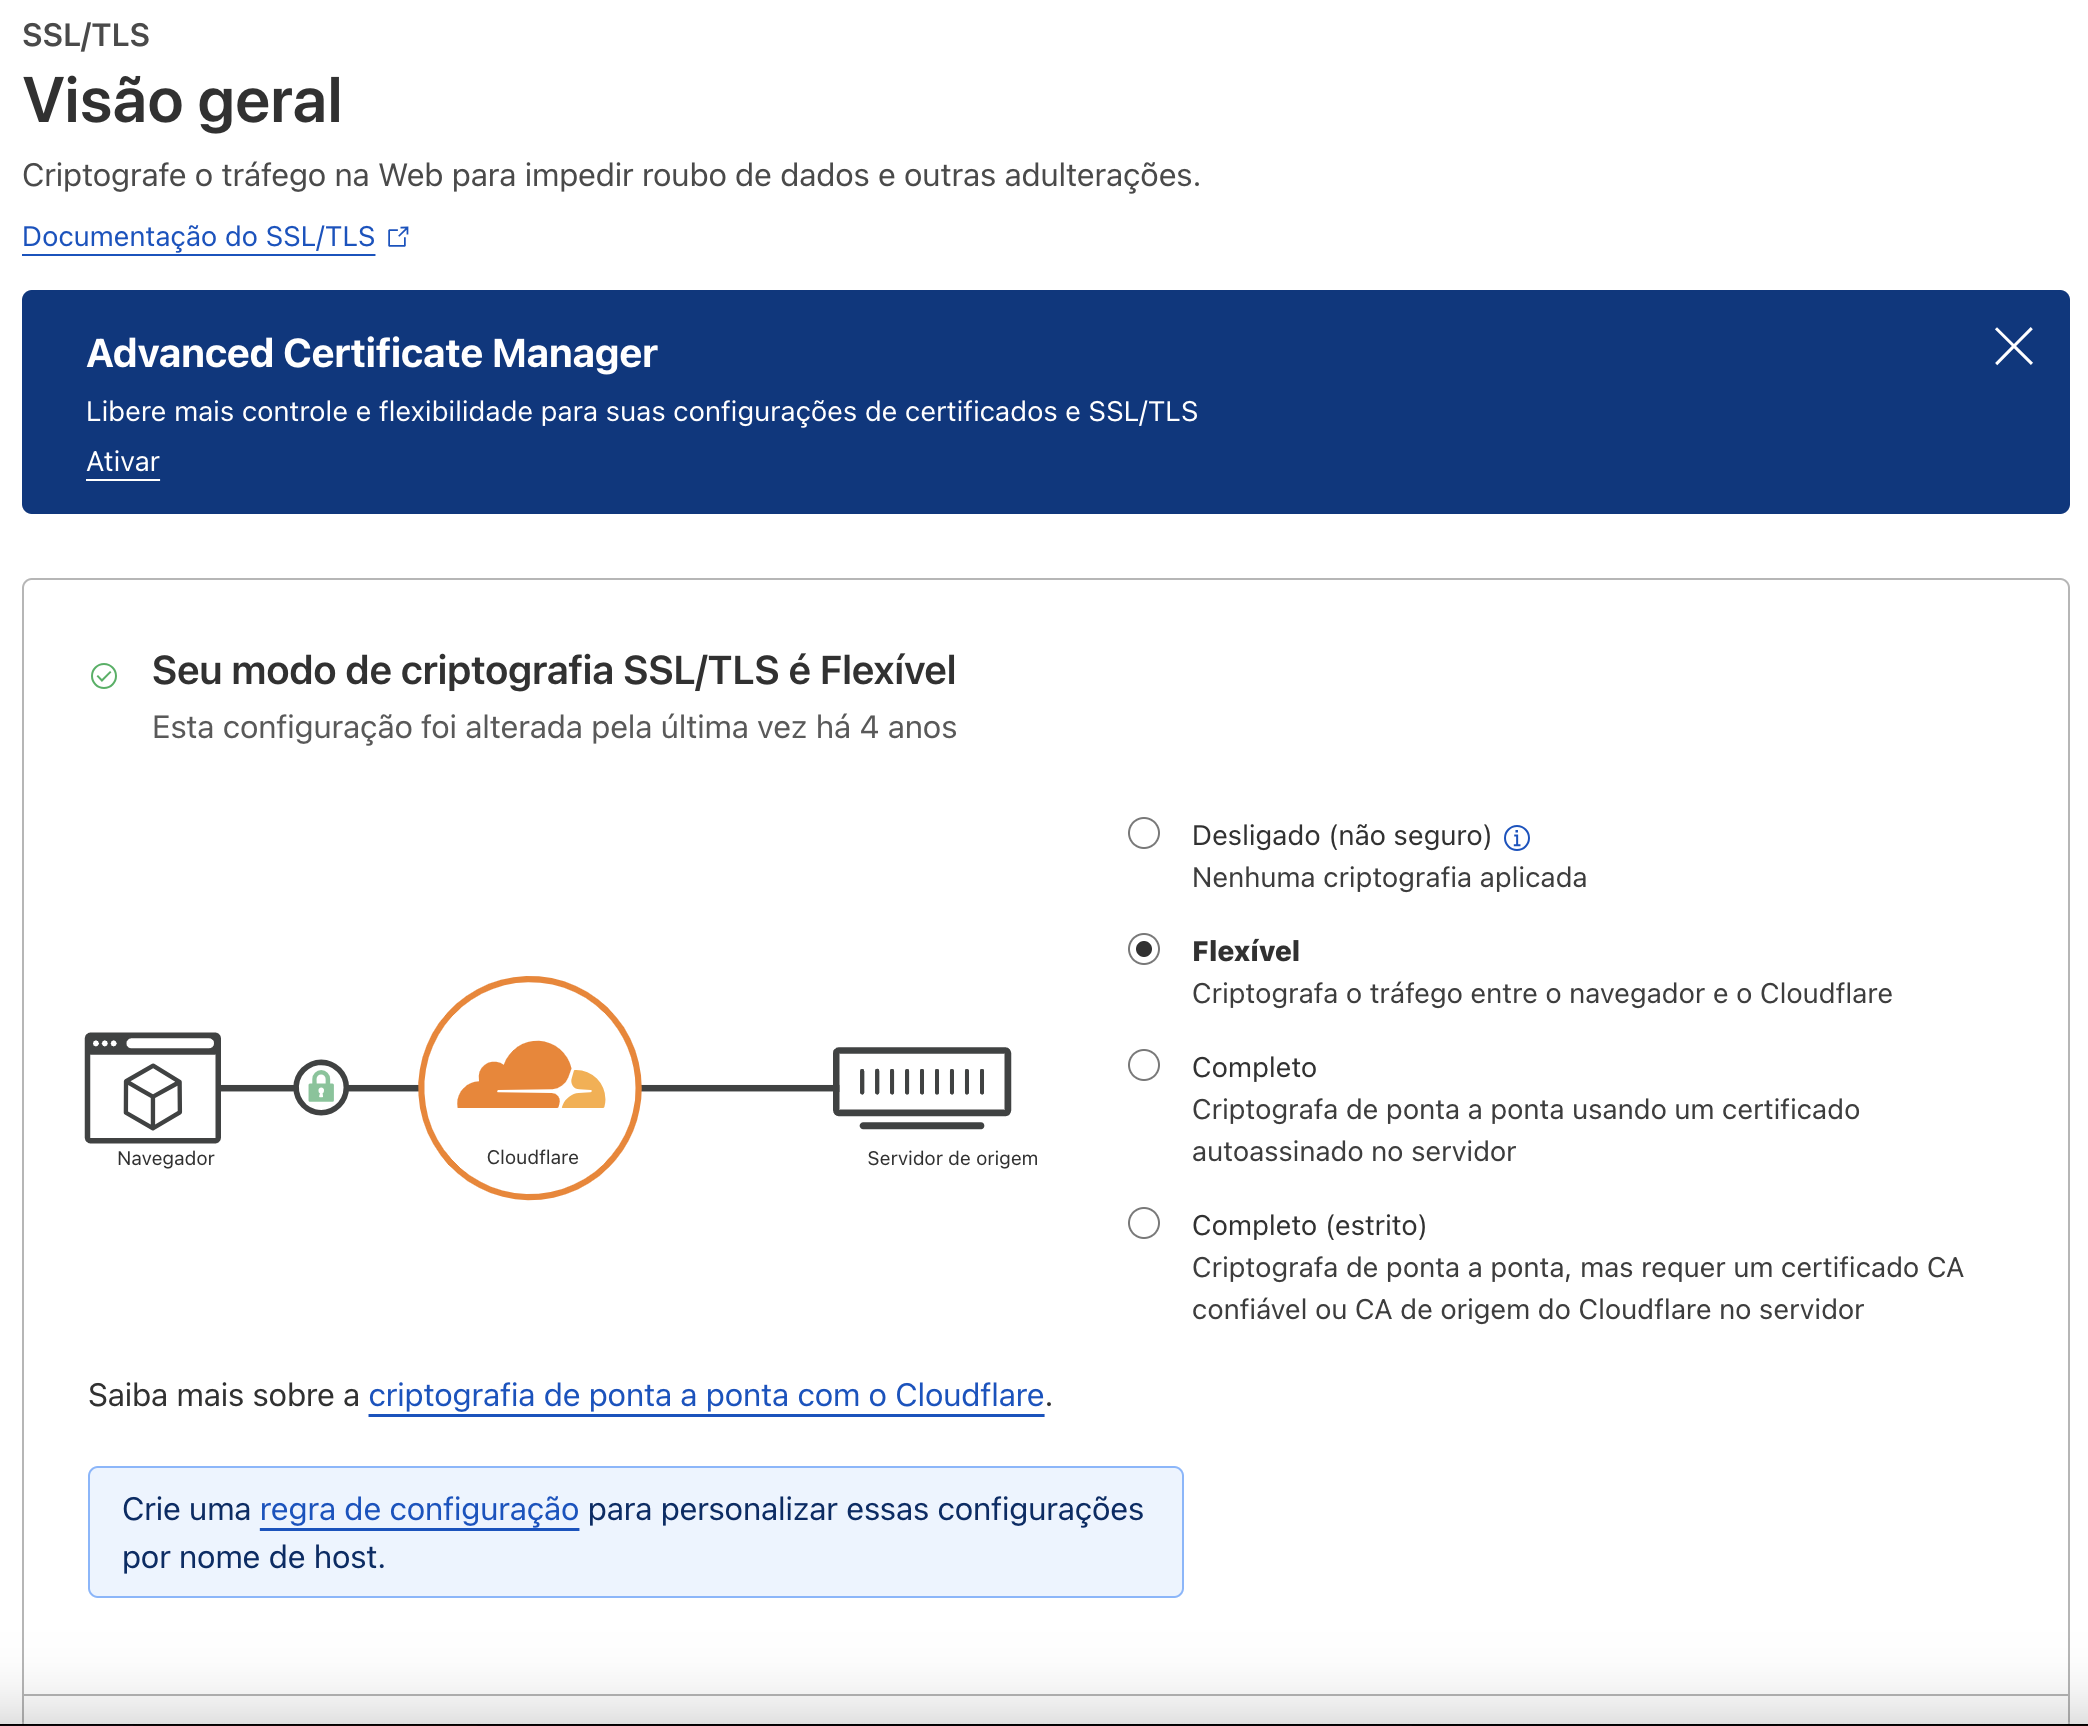 SSL/TLS
Visão geral
Criptografe o tráfego na Web para impedir roubo de dados e outras adulterações.
Documentação do SSL/TLS
Advanced Certificate Manager
Libere mais controle e flexibilidade para suas configurações de certificados e SSL/TLS
Ativar
Seu modo de criptografia SSL/TLS é Flexível
Esta configuração foi alterada pela última vez há 4 anos
Navegador
Cloudflare
Servidor de origem
Desligado (não seguro)
Nenhuma criptografia aplicada
Flexível
Criptografa o tráfego entre o navegador e o Cloudflare
Completo
Criptografa de ponta a ponta usando um certificado
autoassinado no servidor
Completo (estrito)
Criptografa de ponta a ponta, mas requer um certificado CA
confiável ou CA de origem do Cloudflare no servidor
Saiba mais sobre a criptografia de ponta a ponta com o Cloudflare.
Crie uma regra de configuração para personalizar essas configurações
por nome de host.